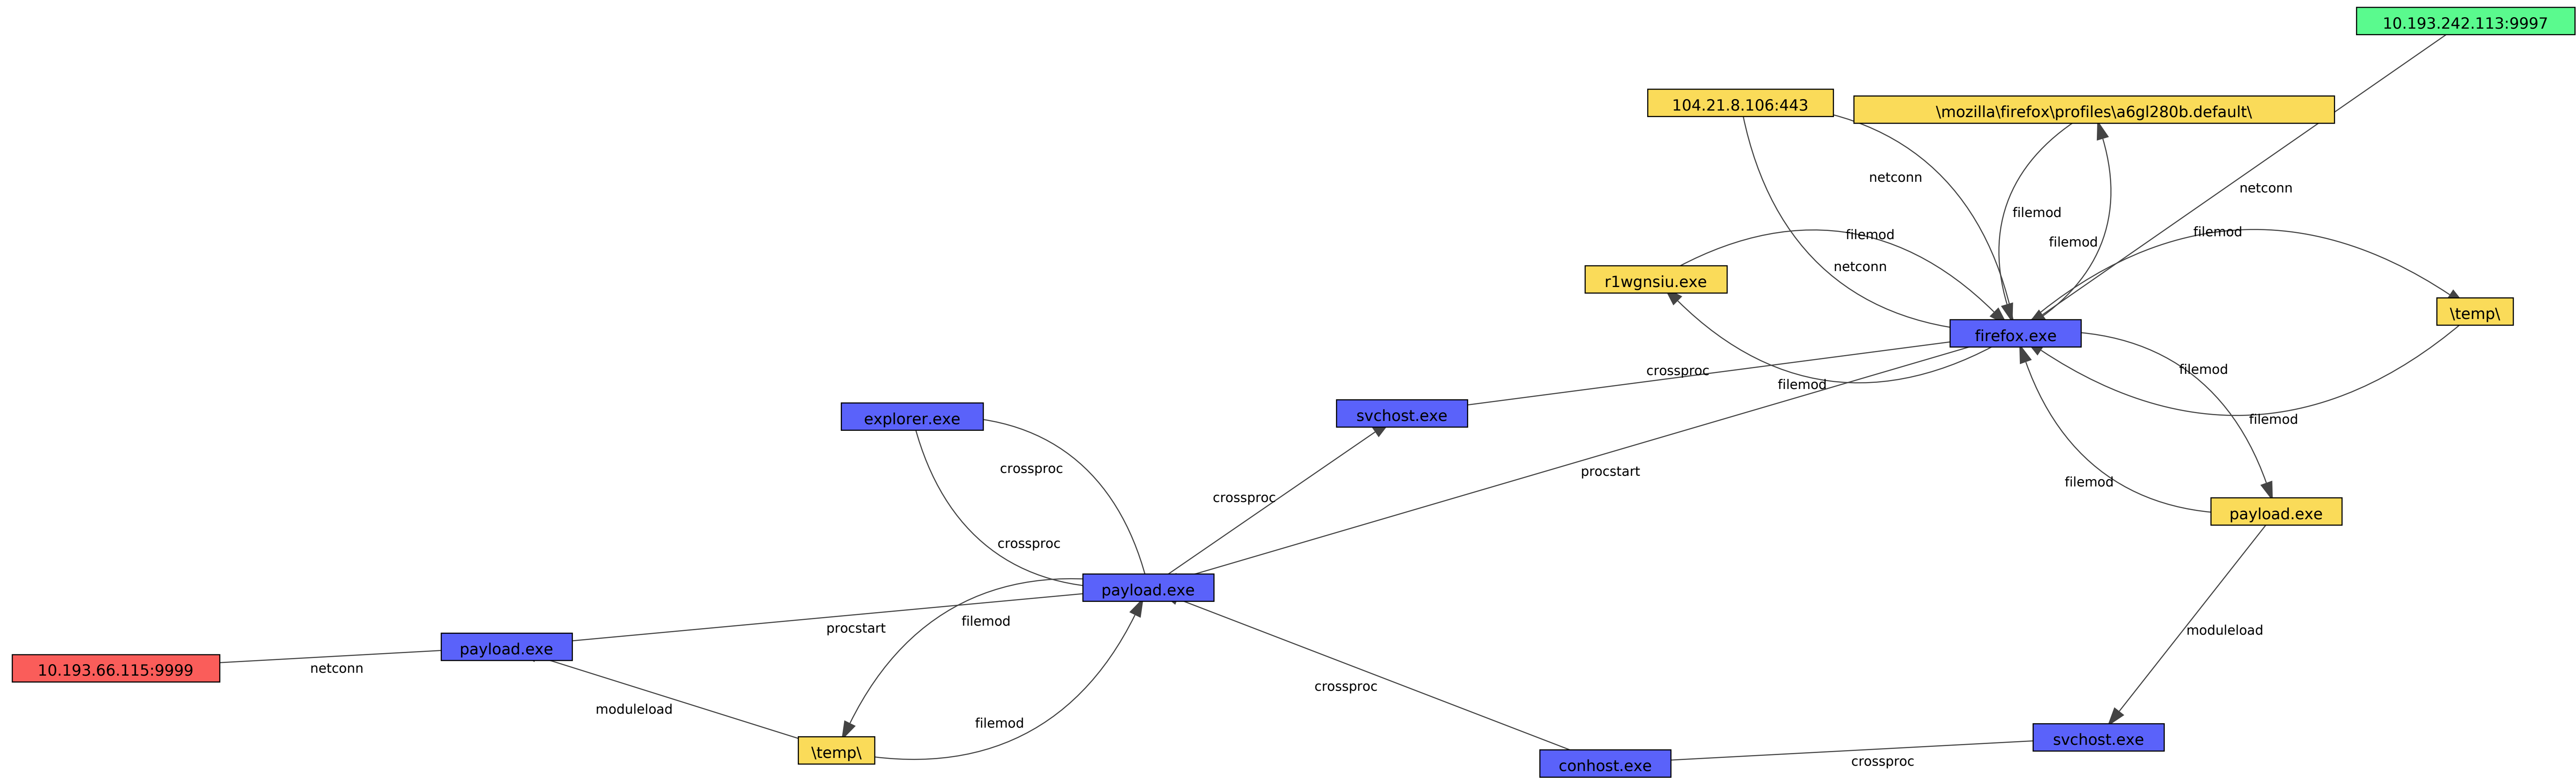 10.193.242.113:9997
104.21.8.106:443
\mozilla\firefox\profiles\a6gl280b.default\
netconn
netconn
filemod
filemod
filemod
filemod
netconn
r1wgnsiu.exe
\temp\
firefox.exe
crossproc
filemod
filemod
explorer.exe
svchost.exe
filemod
crossproc
procstart
filemod
crossproc
payload.exe
crossproc
payload.exe
filemod
procstart
moduleload
payload.exe
10.193.66.115:9999
netconn
crossproc
moduleload
filemod
\temp\
svchost.exe
conhost.exe
crossproc